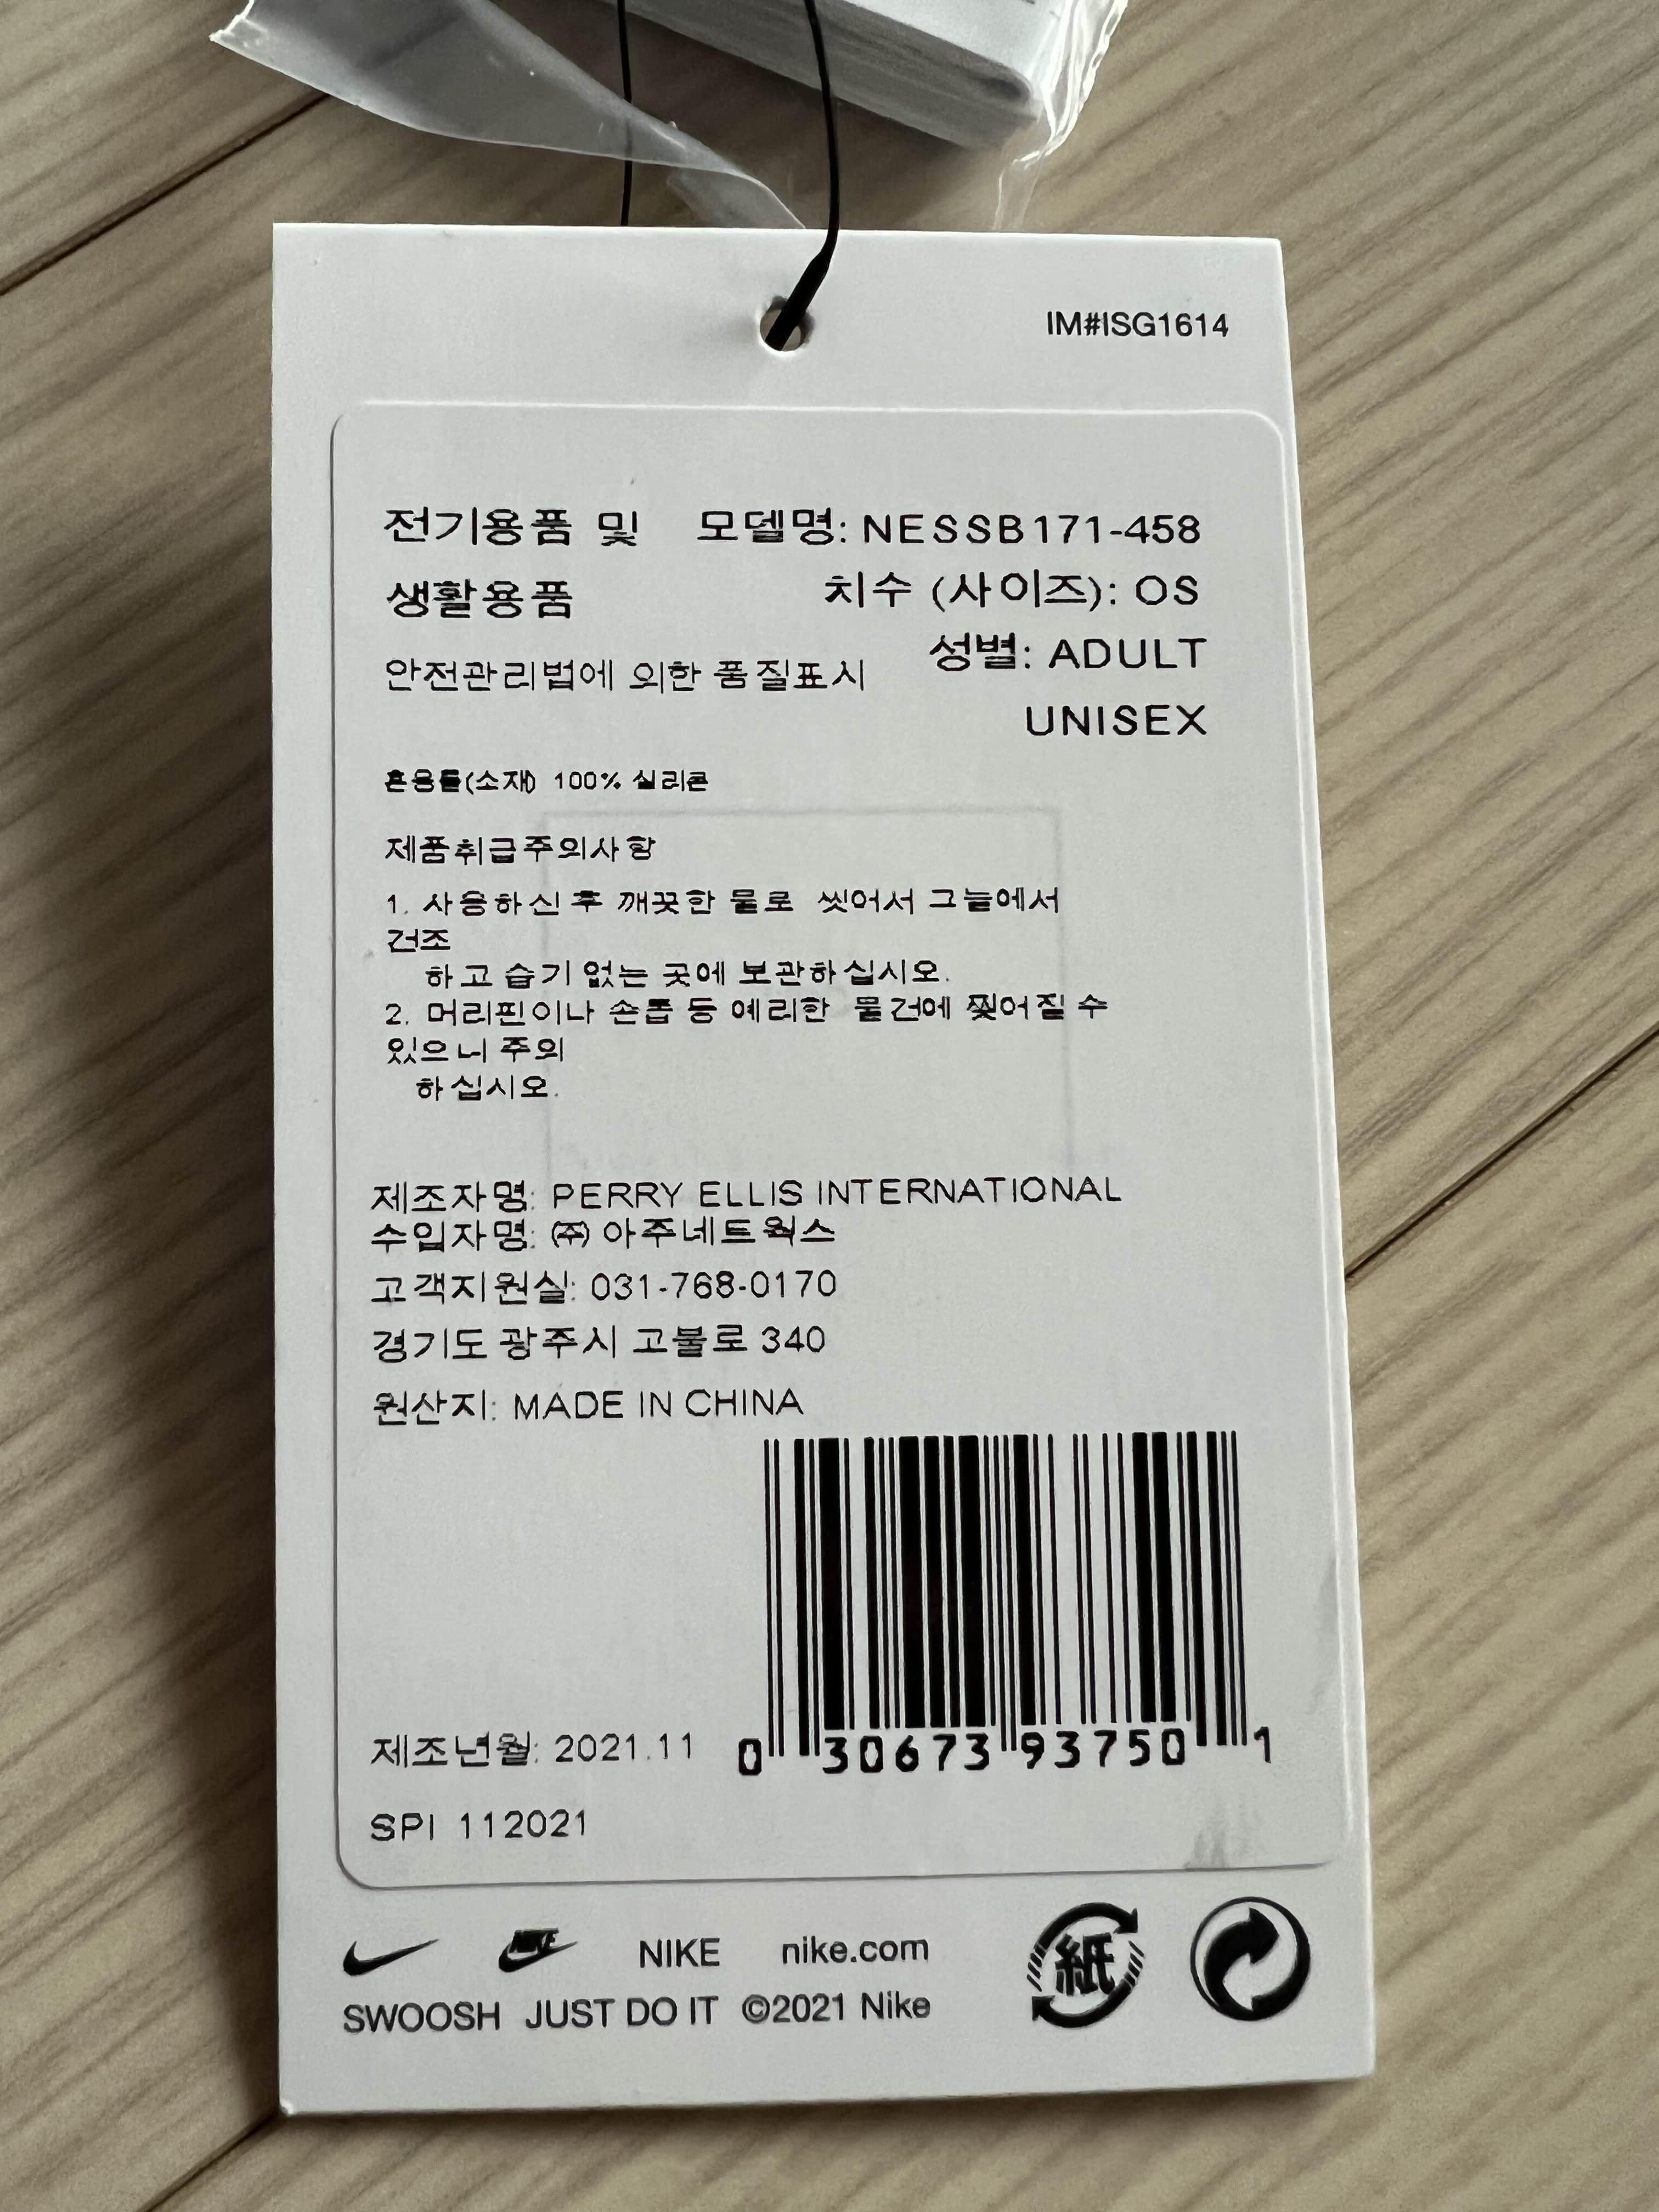 IM#ISG1614
전기용품 및 모델명: NESSB171-458
생활용품 치수 (사이즈): OS
안전관리법에 의한 품질표시 성별: ADULT
UNISEX
혼용률(소재) 100% 실리콘
제품취급주의사항
1. 사용하신 후 깨끗한 물로 씻어서 그늘에서
건조
하고 습기 없는 곳에 보관하십시오.
2. 머리핀이나 손톱 등 예리한 물건에 찢어질 수
있으니 주의
하십시오.
제조자명: PERRY ELLIS INTERNATIONAL
수입자명: ㈜ 아주네트웍스
고객지원실: 031-768-0170
경기도 광주시 고불로 340
원산지: MADE IN CHINA
제조년월: 2021.11
0 30673 93750 1
SPI 112021
NIKE NIKE nike.com
SWOOSH JUST DO IT ©2021 Nike
紙